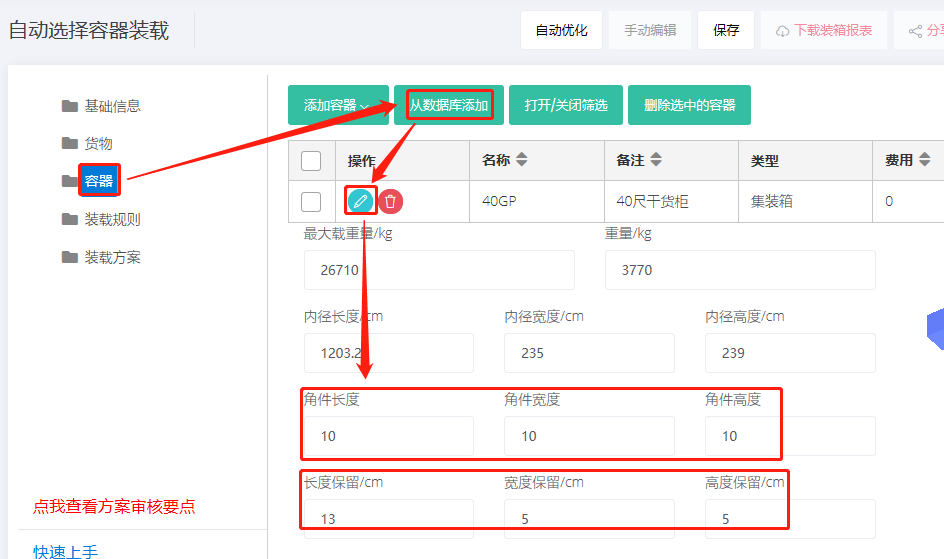 自动选择容器装载
自动优化
手动编辑
保存
下载装箱报表
分享
基础信息
货物
容器
装载规则
装载方案
点我查看方案审核要点
快速上手
添加容器
从数据库添加
打开/关闭筛选
删除选中的容器
操作 名称 备注 类型 费用
40GP 40尺干货柜 集装箱 0
最大载重量/kg 重量/kg
26710 3770
内径长度/cm 内径宽度/cm 内径高度/cm
1203.2 235 239
角件长度 角件宽度 角件高度
10 10 10
长度保留/cm 宽度保留/cm 高度保留/cm
13 5 5